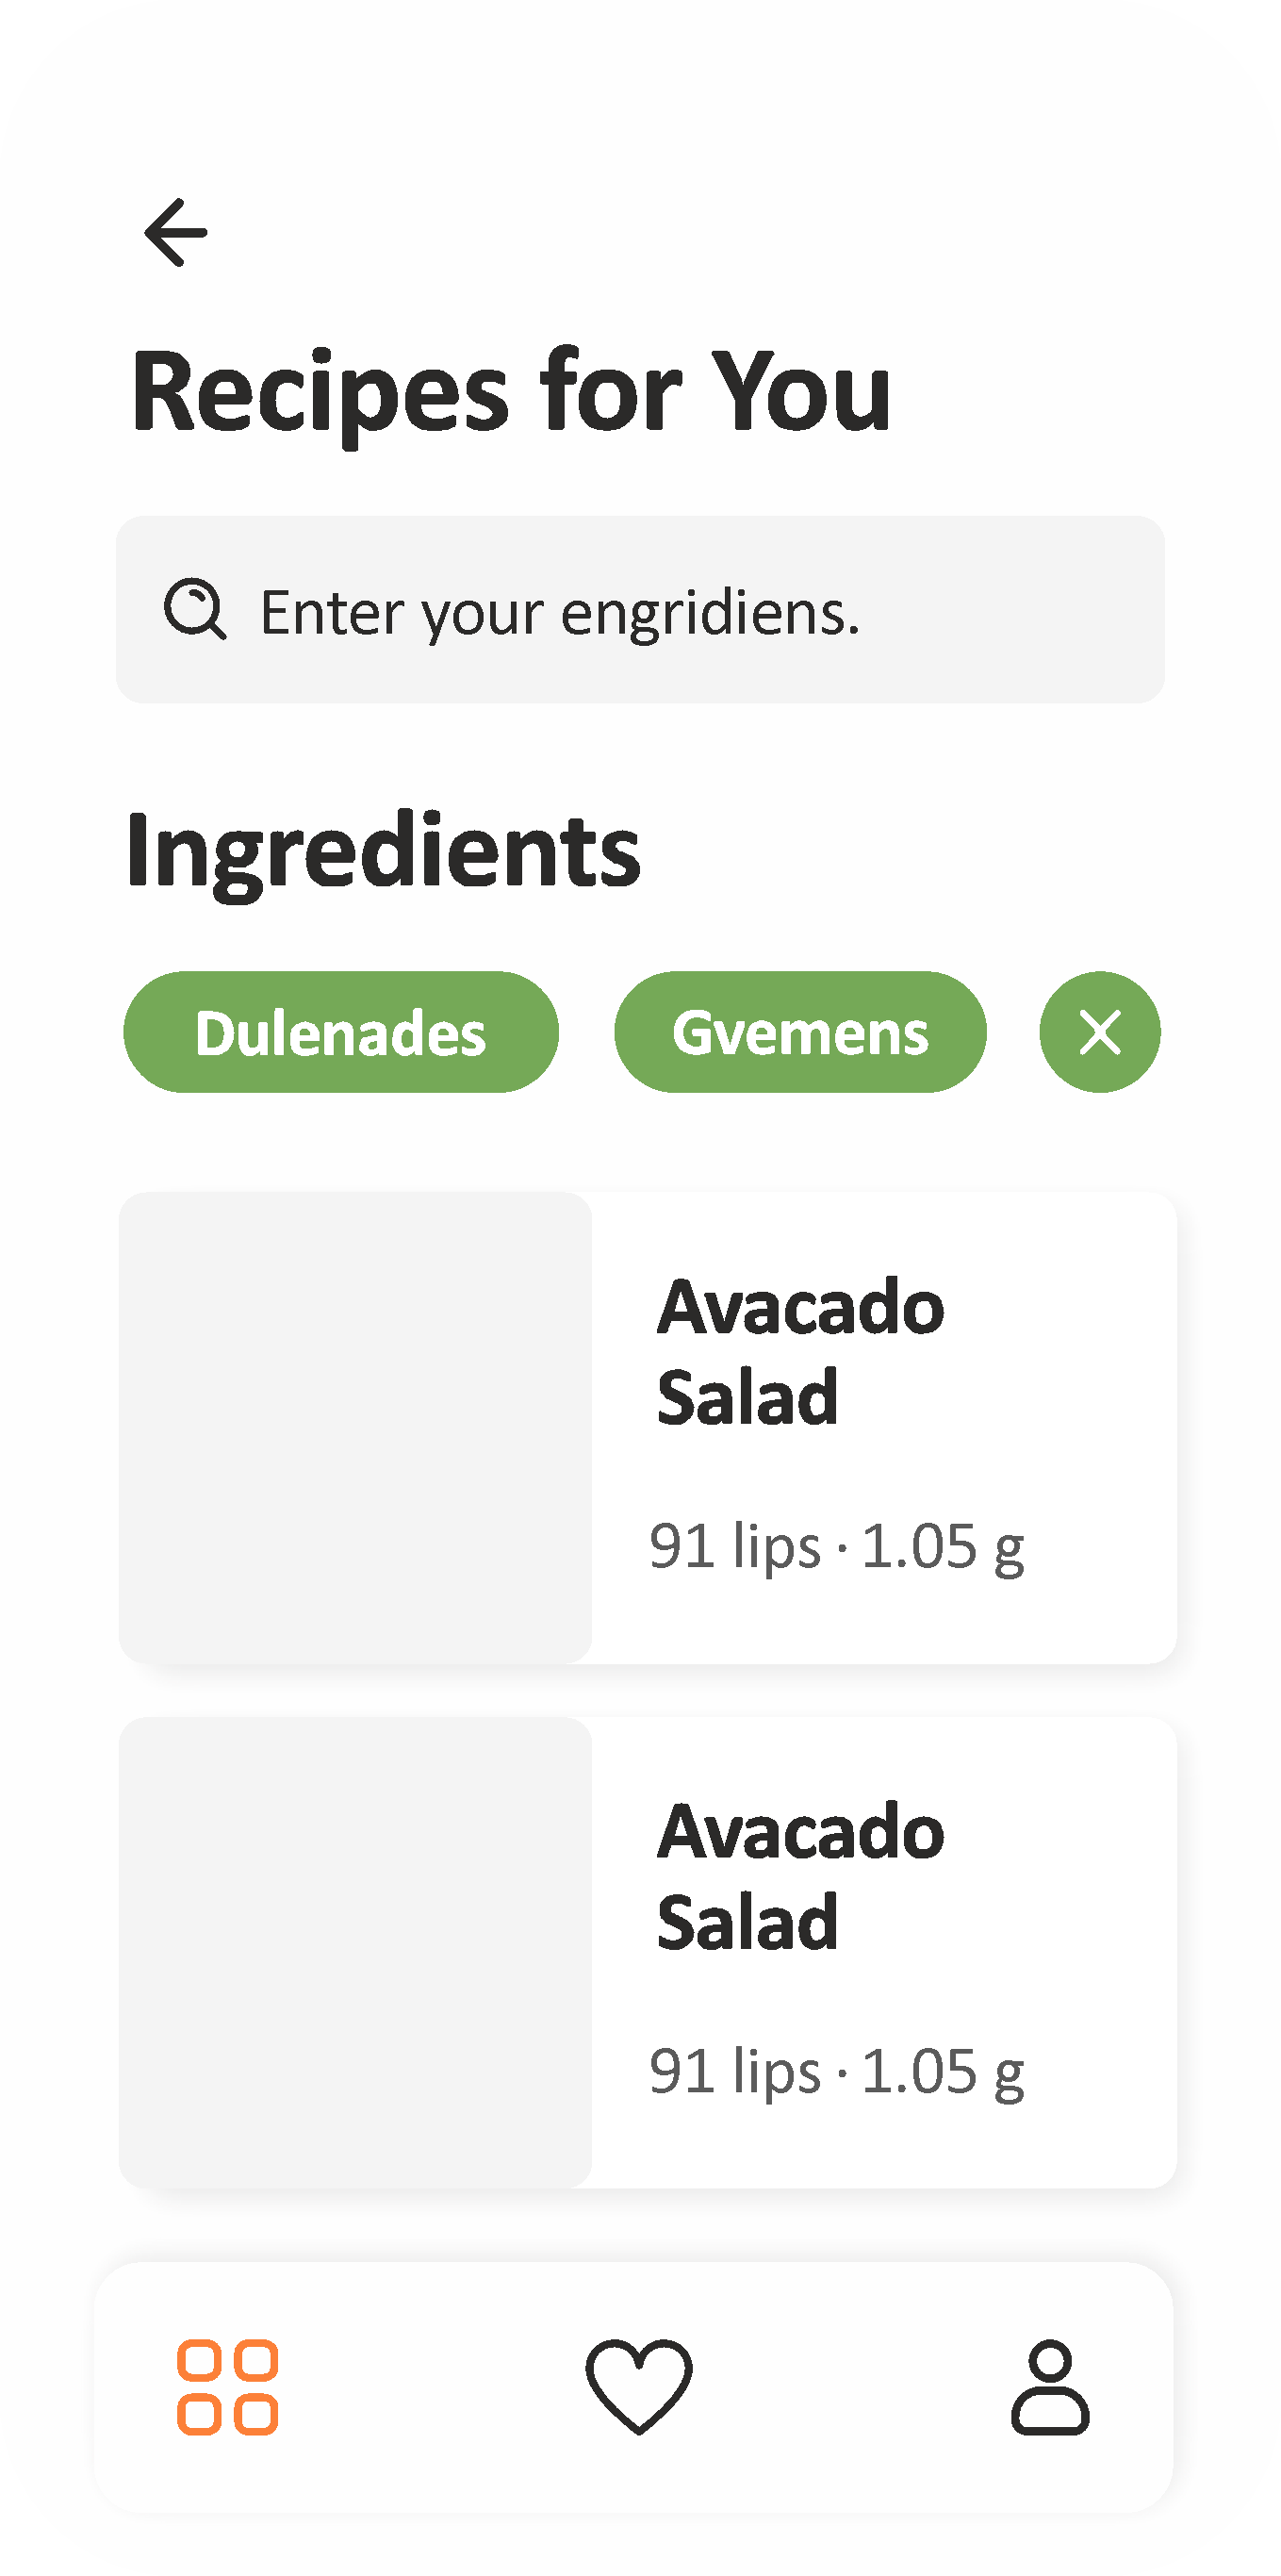 Recipes for You
Enter your engridiens.
Ingredients
Dulenades Gvemens
Avacado
Salad
91 lips · 1.05 g
Avacado
Salad
91 lips · 1.05 g